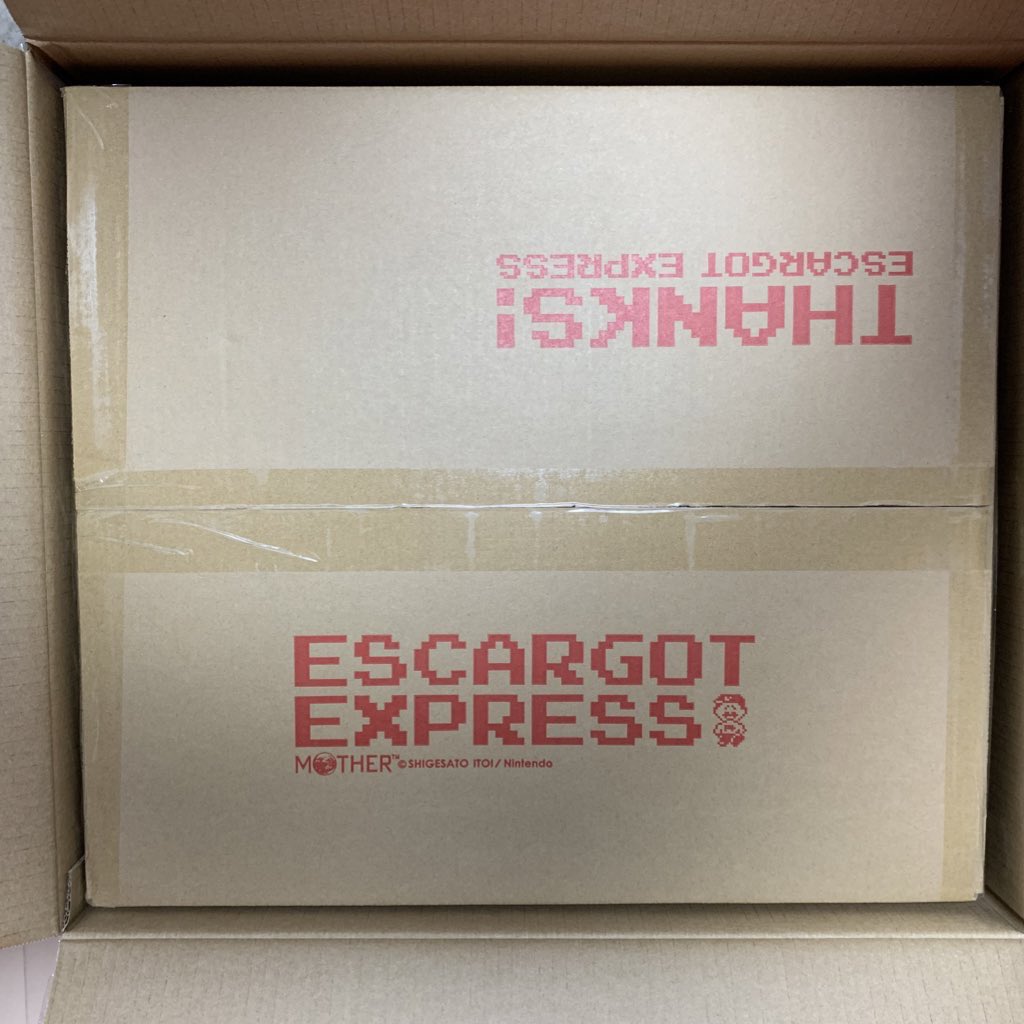 THANKS!
ESCARGOT EXPRESS
ESCARGOT
EXPRESS
MOTHER™ ©SHIGESATO ITOI / Nintendo